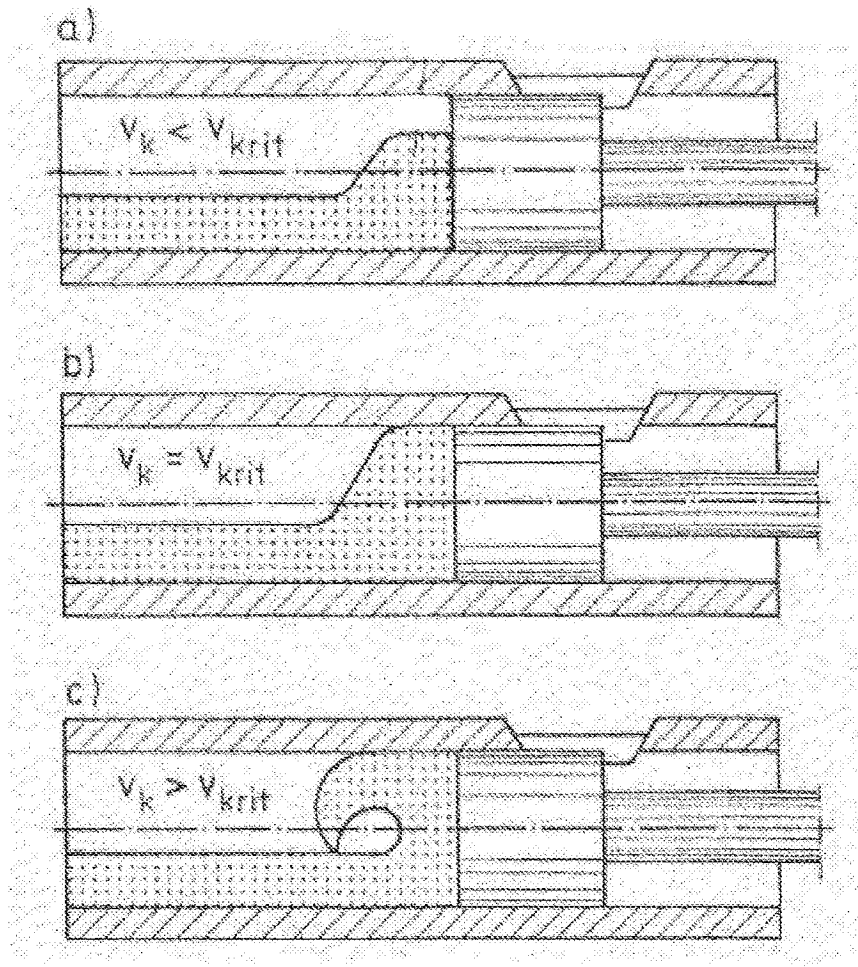 a)
v_k < v_krit
b)
v_k = v_krit
c)
v_k > v_krit